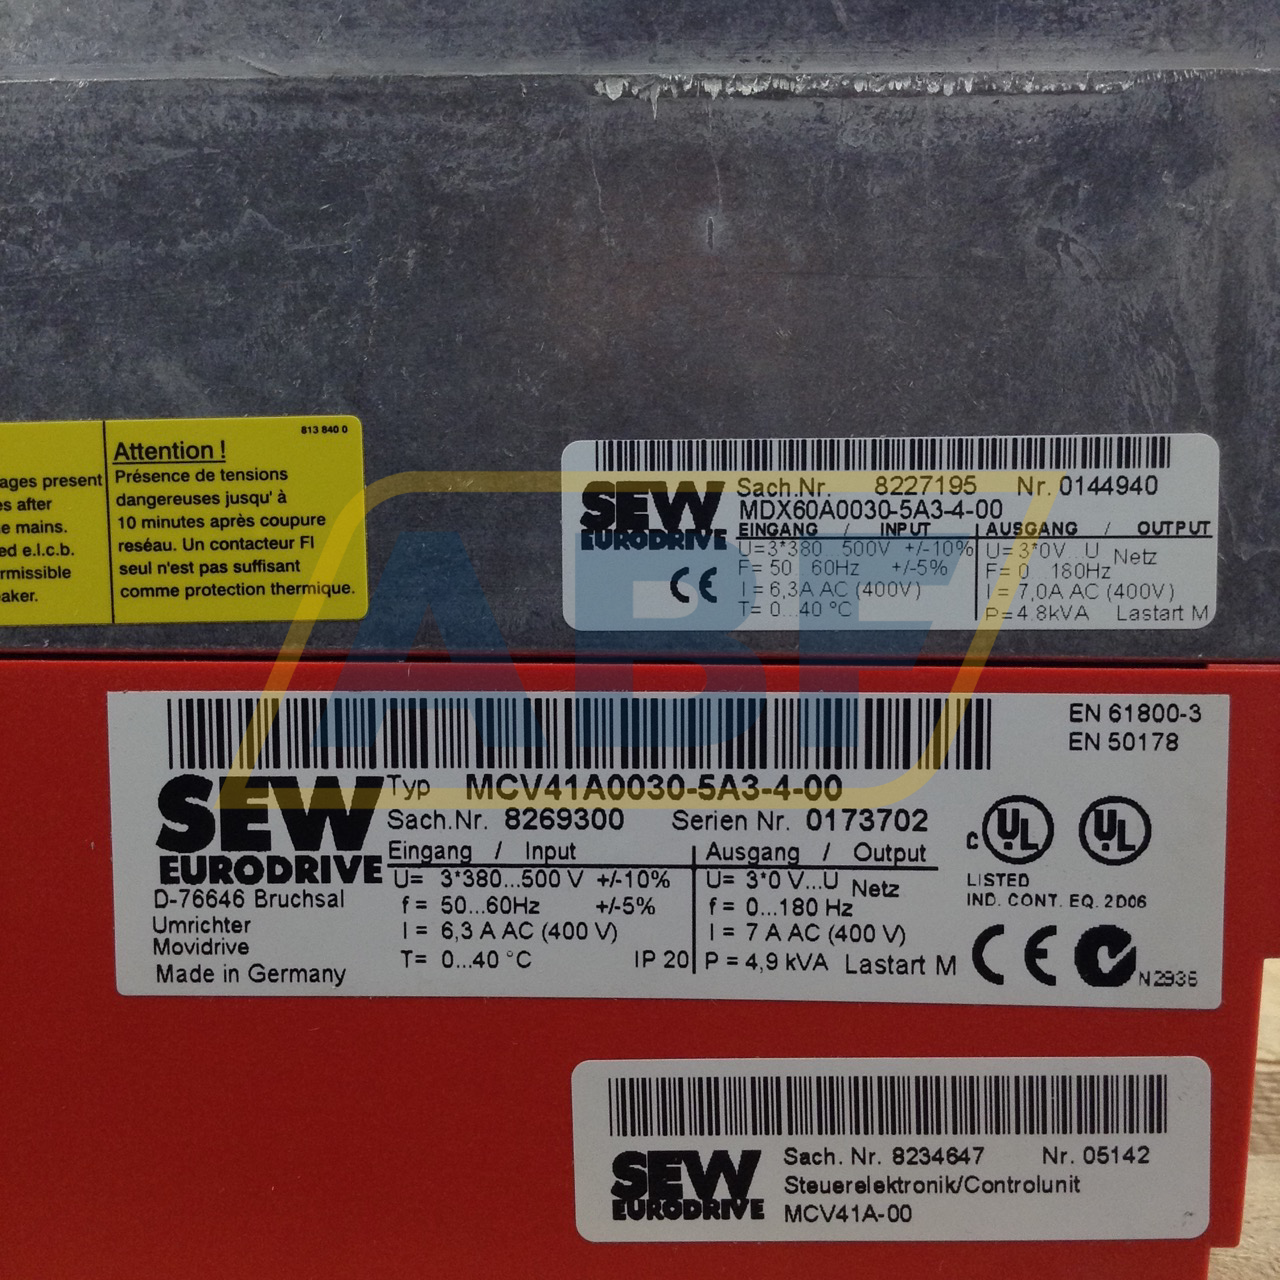 ages present
es after
e mains.
ed e.l.c.b.
rmissible
aker.
813 840 0
Attention !
Présence de tensions
dangereuses jusqu' à
10 minutes après coupure
reséau. Un contacteur FI
seul n'est pas suffisant
comme protection thermique.
SEW
EURODRIVE
CE
Sach.Nr. 8227195 Nr. 0144940
MDX60A0030-5A3-4-00
EINGANG / INPUT AUSGANG / OUTPUT
U=3*380...500V +/-10% U=3*0V...U Netz
F=50...60Hz +/-5% F=0...180Hz
I=6,3A AC (400V) I=7,0A AC (400V)
T=0...40 °C P=4.8kVA Lastart M
ABF
EN 61800-3
EN 50178
SEW
EURODRIVE
D-76646 Bruchsal
Umrichter
Movidrive
Made in Germany
Typ MCV41A0030-5A3-4-00
Sach.Nr. 8269300 Serien Nr. 0173702
Eingang / Input Ausgang / Output
U= 3*380...500 V +/-10% U= 3*0 V...U Netz
f= 50...60Hz +/-5% f= 0...180 Hz
I= 6,3 A AC (400 V) I= 7 A AC (400 V)
T= 0...40 °C IP 20 P= 4,9 kVA Lastart M
c UL UL
LISTED
IND. CONT. EQ. 2D06
CE N2936
SEW
EURODRIVE
Sach. Nr. 8234647 Nr. 05142
Steuerelektronik/Controlunit
MCV41A-00